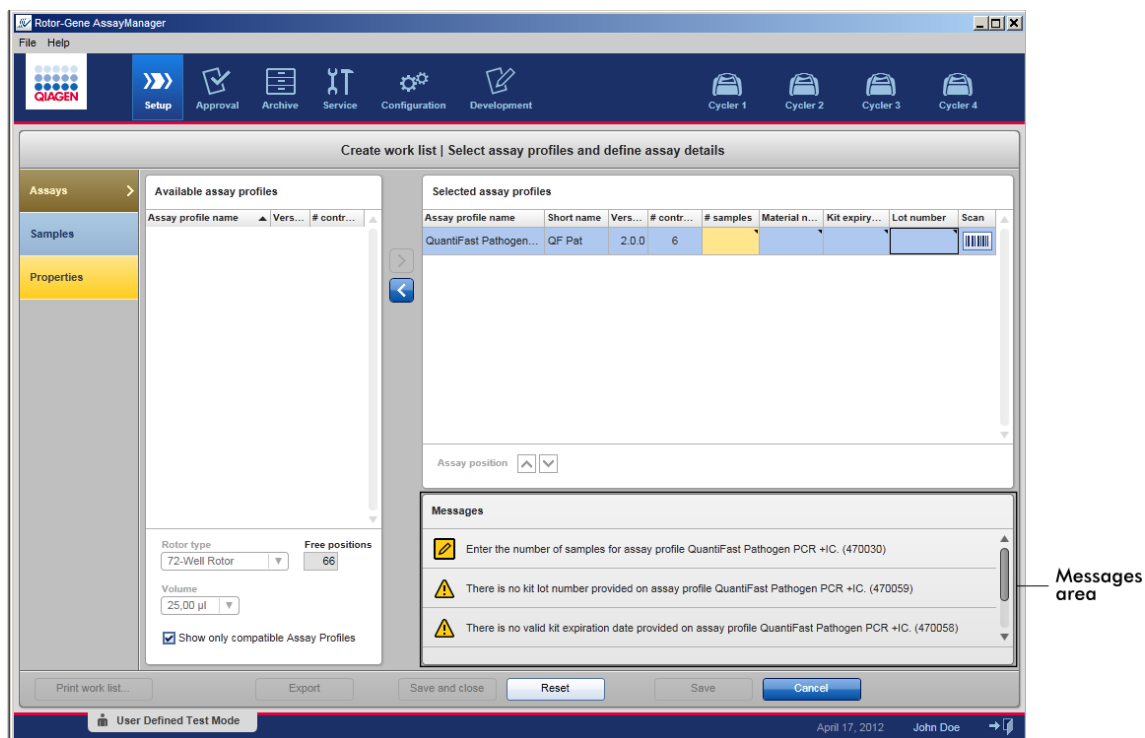 Rotor-Gene AssayManager
File Help
QIAGEN
Setup Approval Archive Service Configuration Development Cycler 1 Cycler 2 Cycler 3 Cycler 4
Create work list | Select assay profiles and define assay details
Assays
Samples
Properties
Available assay profiles
Assay profile name Vers... # contr...
Rotor type Free positions
72-Well Rotor 66
Volume
25,00 µl
Show only compatible Assay Profiles
Selected assay profiles
Assay profile name Short name Vers... # contr... # samples Material n... Kit expiry... Lot number Scan
QuantiFast Pathogen... QF Pat 2.0.0 6
Assay position
Messages
Enter the number of samples for assay profile QuantiFast Pathogen PCR +IC. (470030)
There is no kit lot number provided on assay profile QuantiFast Pathogen PCR +IC. (470059)
There is no valid kit expiration date provided on assay profile QuantiFast Pathogen PCR +IC. (470058)
Messages
area
Print work list... Export Save and close Reset Save Cancel
User Defined Test Mode April 17, 2012 John Doe